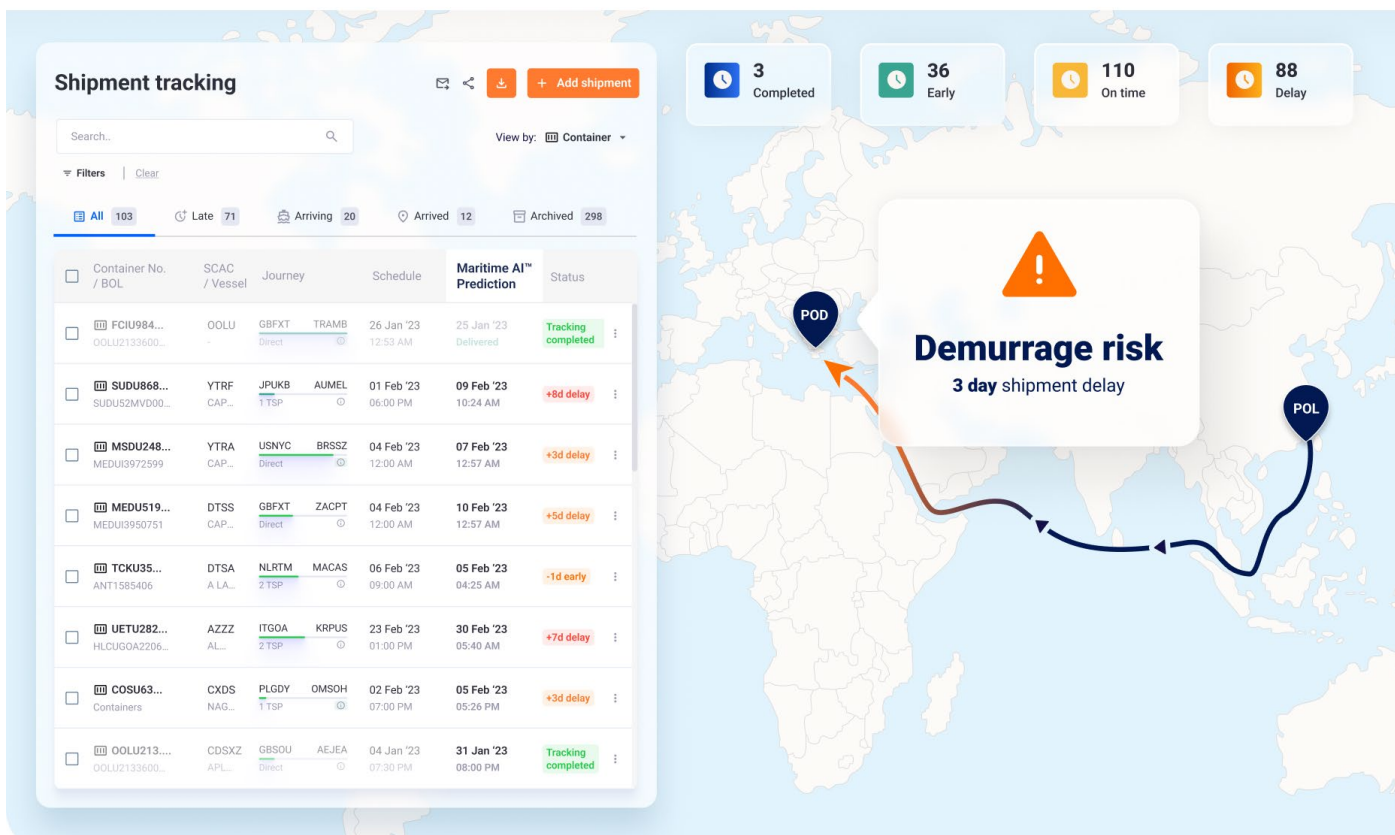 Shipment tracking
+ Add shipment
Search..
View by: Container
Filters | Clear
All 103
Late 71
Arriving 20
Arrived 12
Archived 298
Container No. / BOL
SCAC / Vessel
Journey
Schedule
Maritime AI™ Prediction
Status
FCIU984... OOLU GBFXT TRAMB 26 Jan '23 25 Jan '23 Tracking
OOLU2133600... - Direct 12:53 AM Delivered completed
SUDU868... YTRF JPUKB AUMEL 01 Feb '23 09 Feb '23 +8d delay
SUDU52MVD00... CAP... 1 TSP 06:00 PM 10:24 AM
MSDU248... YTRA USNYC BRSSZ 04 Feb '23 07 Feb '23 +3d delay
MEDUI3972599 CAP... Direct 12:00 AM 12:57 AM
MEDU519... DTSS GBFXT ZACPT 04 Feb '23 10 Feb '23 +5d delay
MEDUI3950751 CAP... Direct 12:00 AM 12:57 AM
TCKU35... DTSA NLRTM MACAS 06 Feb '23 05 Feb '23 -1d early
ANT1585406 A LA... 2 TSP 09:00 AM 04:25 AM
UETU282... AZZZ ITGOA KRPUS 23 Feb '23 30 Feb '23 +7d delay
HLCUGOA2206... AL... 2 TSP 01:00 PM 05:40 AM
COSU63... CXDS PLGDY OMSOH 02 Feb '23 05 Feb '23 +3d delay
Containers NAG... 1 TSP 07:00 PM 05:26 PM
OOLU213.... CDSXZ GBSOU AEJEA 04 Jan '23 31 Jan '23 Tracking
OOLU2133600... APL... Direct 07:30 PM 08:00 PM completed
3
Completed
36
Early
110
On time
88
Delay
POD
Demurrage risk
3 day shipment delay
POL